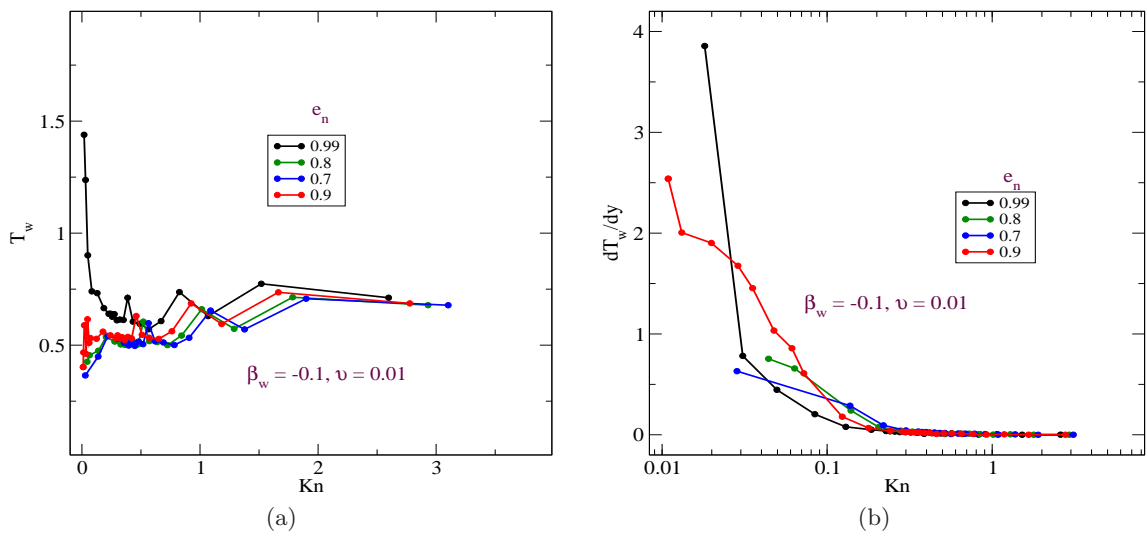 e_n
0.99
0.8
0.7
0.9
β_w = -0.1, υ = 0.01
1.5
1
0.5
T_w
0 1 2 3
Kn
(a)
e_n
0.99
0.8
0.7
0.9
β_w = -0.1, υ = 0.01
4
3
2
1
0
dT_w/dy
0.01 0.1 1
Kn
(b)